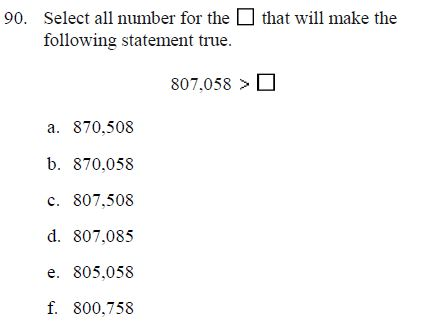 90. Select all number for the □ that will make the
following statement true.
807,058 > □
a. 870,508
b. 870,058
c. 807,508
d. 807,085
e. 805,058
f. 800,758